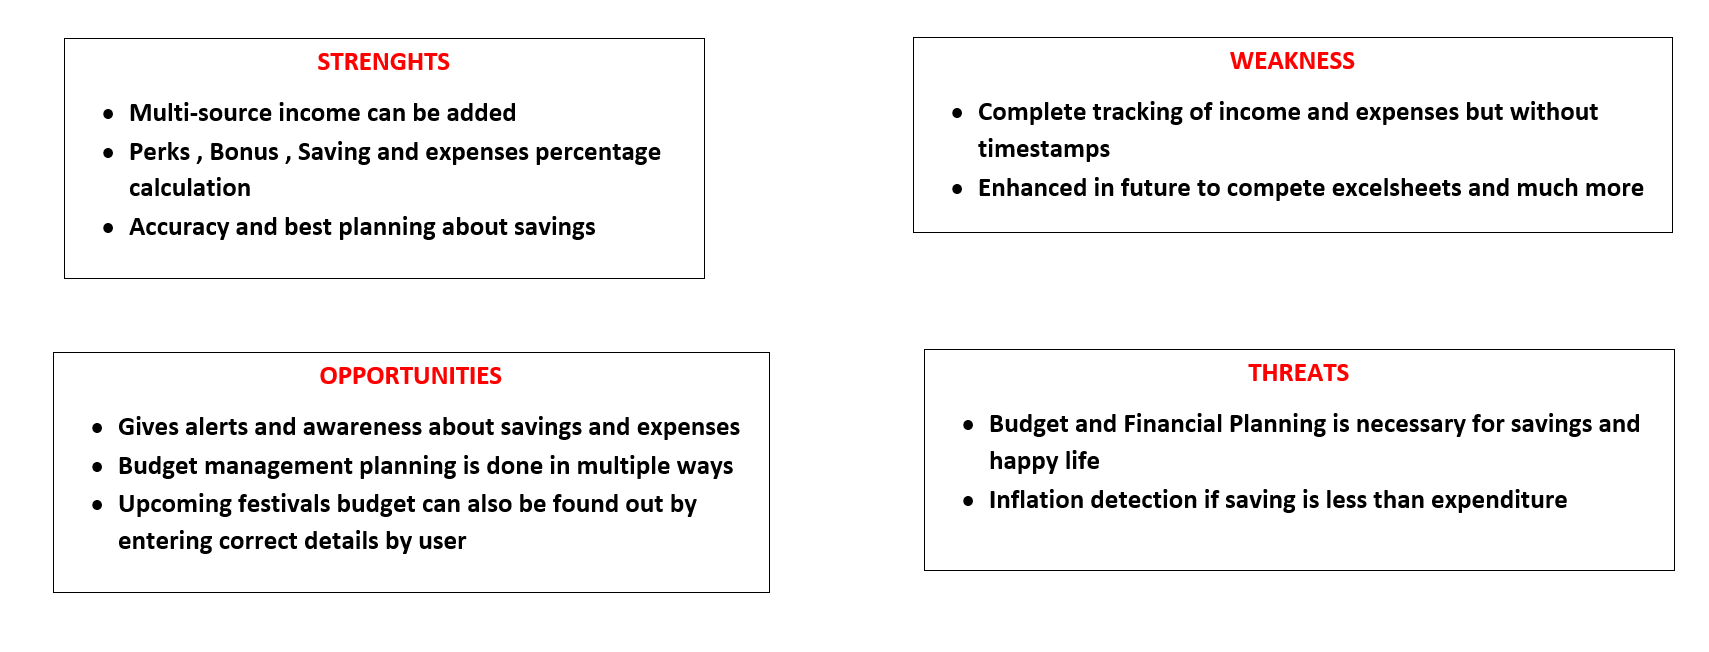 STRENGHTS
• Multi-source income can be added
• Perks , Bonus , Saving and expenses percentage
calculation
• Accuracy and best planning about savings
WEAKNESS
• Complete tracking of income and expenses but without
timestamps
• Enhanced in future to compete excelsheets and much more
OPPORTUNITIES
• Gives alerts and awareness about savings and expenses
• Budget management planning is done in multiple ways
• Upcoming festivals budget can also be found out by
entering correct details by user
THREATS
• Budget and Financial Planning is necessary for savings and
happy life
• Inflation detection if saving is less than expenditure